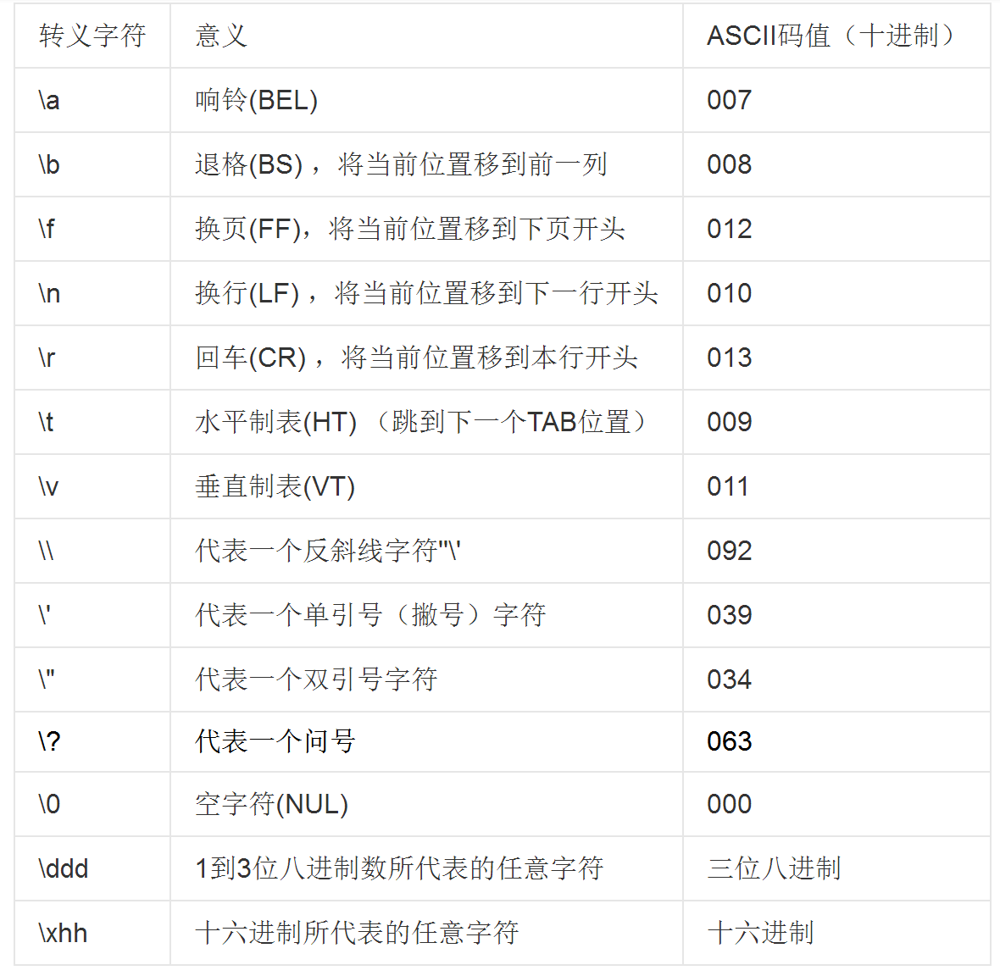 转义字符 意义 ASCII码值（十进制）
\a 响铃(BEL) 007
\b 退格(BS) ，将当前位置移到前一列 008
\f 换页(FF)，将当前位置移到下页开头 012
\n 换行(LF) ，将当前位置移到下一行开头 010
\r 回车(CR) ，将当前位置移到本行开头 013
\t 水平制表(HT) （跳到下一个TAB位置） 009
\v 垂直制表(VT) 011
\\ 代表一个反斜线字符''\' 092
\' 代表一个单引号（撇号）字符 039
\" 代表一个双引号字符 034
\? 代表一个问号 063
\0 空字符(NUL) 000
\ddd 1到3位八进制数所代表的任意字符 三位八进制
\xhh 十六进制所代表的任意字符 十六进制